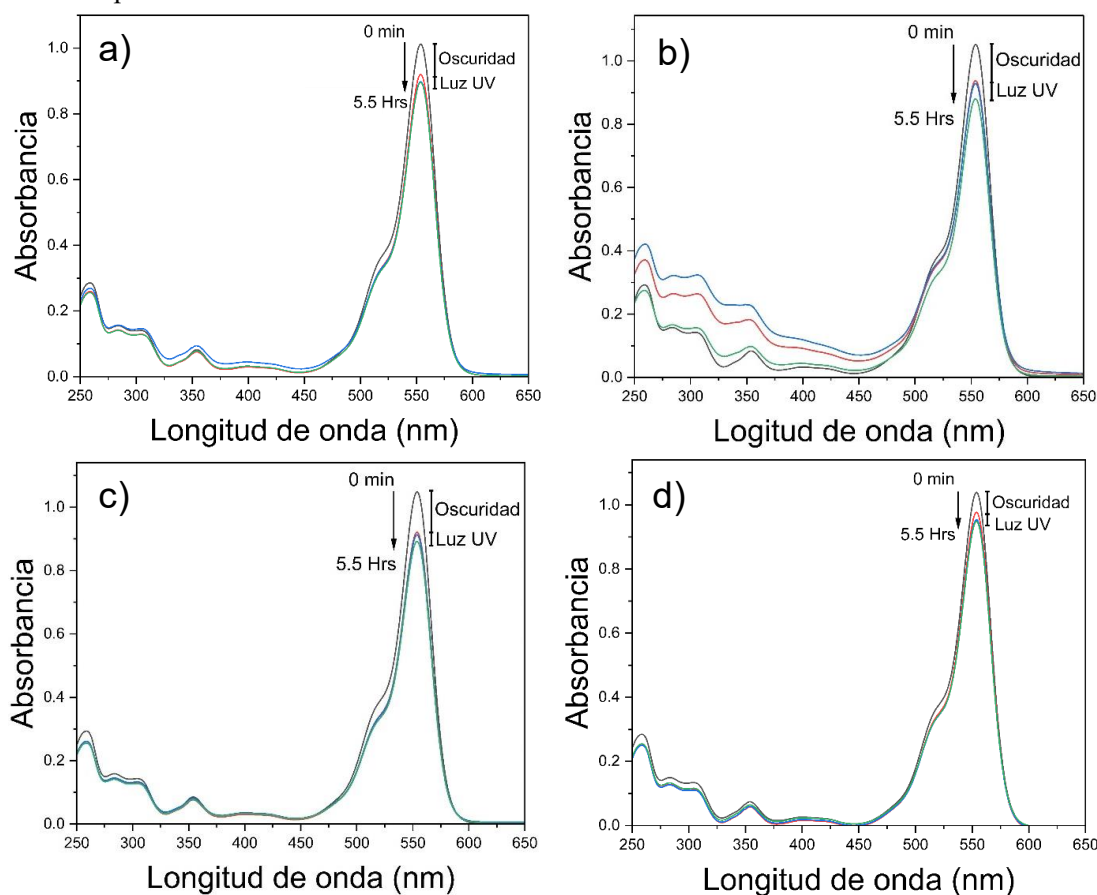 a)
0 min
Oscuridad
Luz UV
5.5 Hrs
Absorbancia
1.0
0.8
0.6
0.4
0.2
0.0
250 300 350 400 450 500 550 600 650
Longitud de onda (nm)
b)
0 min
Oscuridad
Luz UV
5.5 Hrs
Absorbancia
1.0
0.8
0.6
0.4
0.2
0.0
250 300 350 400 450 500 550 600 650
Logitud de onda (nm)
c)
0 min
Oscuridad
Luz UV
5.5 Hrs
Absorbancia
1.0
0.8
0.6
0.4
0.2
0.0
250 300 350 400 450 500 550 600 650
Longitud de onda (nm)
d)
0 min
Oscuridad
Luz UV
5.5 Hrs
Absorbancia
1.0
0.8
0.6
0.4
0.2
0.0
250 300 350 400 450 500 550 600 650
Longitud de onda (nm)